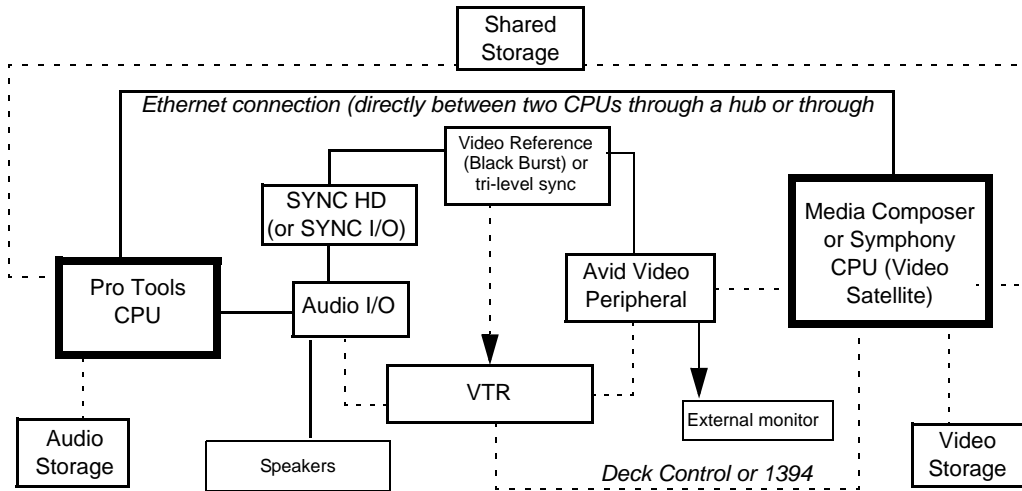 Shared
Storage
Ethernet connection (directly between two CPUs through a hub or through
Video Reference
(Black Burst) or
tri-level sync
SYNC HD
(or SYNC I/O)
Media Composer
or Symphony
CPU (Video
Satellite)
Pro Tools
CPU
Audio I/O
Avid Video
Peripheral
VTR
External monitor
Audio
Storage
Speakers
Deck Control or 1394
Video
Storage